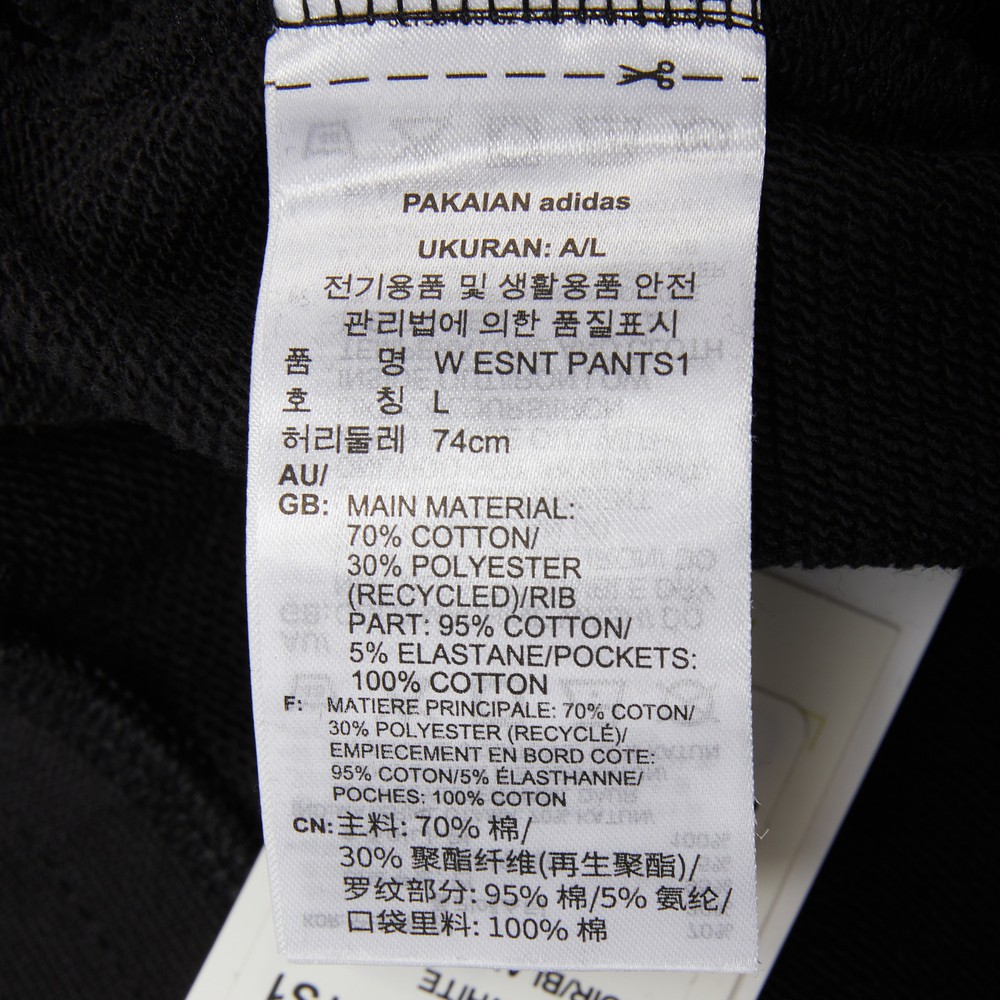 PAKAIAN adidas
UKURAN: A/L
전기용품 및 생활용품 안전
관리법에 의한 품질표시
품 명 W ESNT PANTS1
호 칭 L
허리둘레 74cm
AU/
GB: MAIN MATERIAL:
70% COTTON/
30% POLYESTER
(RECYCLED)/RIB
PART: 95% COTTON/
5% ELASTANE/POCKETS:
100% COTTON
F: MATIERE PRINCIPALE: 70% COTON/
30% POLYESTER (RECYCLÉ)/
EMPIECEMENT EN BORD COTE:
95% COTON/5% ÉLASTHANNE/
POCHES: 100% COTON
CN: 主料: 70% 棉/
30% 聚酯纤维(再生聚酯)/
罗纹部分: 95% 棉/5% 氨纶/
口袋里料: 100% 棉